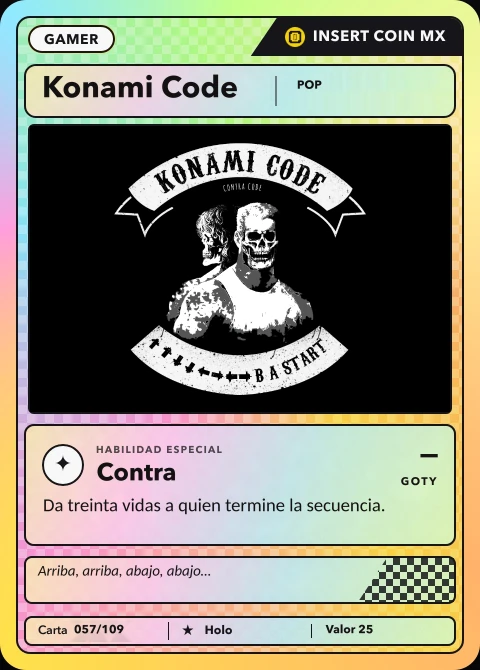 GAMER
INSERT COIN MX
Konami Code
POP
KONAMI CODE
CONTRA CODE
↑↑↓↓←→←→ B A START
HABILIDAD ESPECIAL
Contra
—
GOTY
Da treinta vidas a quien termine la secuencia.
Arriba, arriba, abajo, abajo...
Carta 057/109
★ Holo
Valor 25